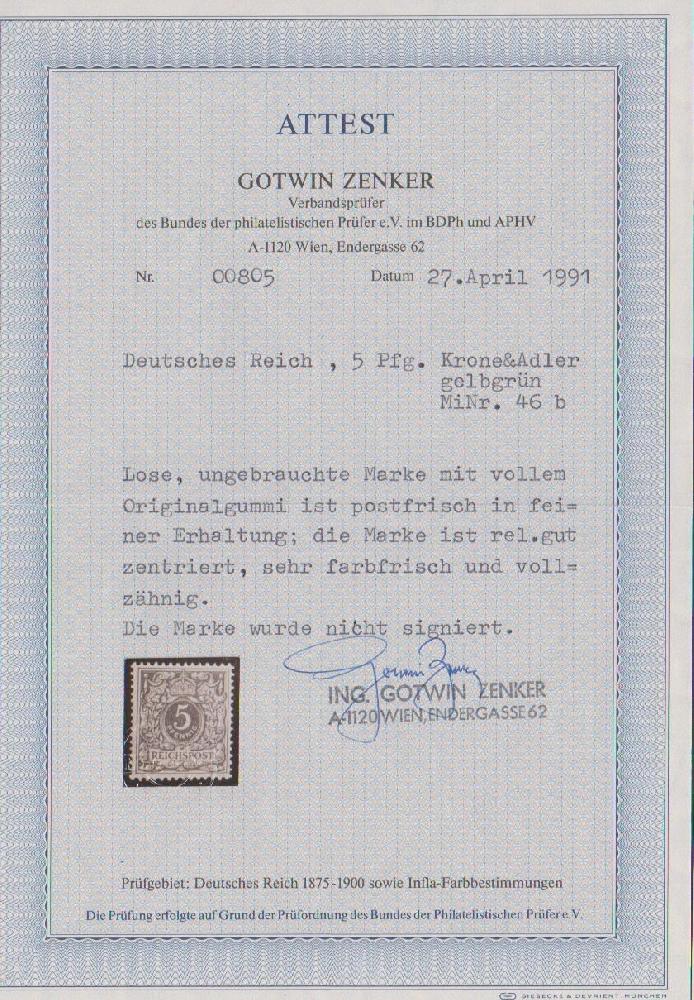 ATTEST
GOTWIN ZENKER
Verbandsprüfer
des Bundes der philatelistischen Prüfer e.V. im BDPh und APHV
A-1120 Wien, Endergasse 62
Nr. 00805 Datum 27.April 1991
Deutsches Reich , 5 Pfg. Krone&Adler
gelbgrün
MiNr. 46 b
Lose, ungebrauchte Marke mit vollem
Originalgummi ist postfrisch in fei=
ner Erhaltung; die Marke ist rel.gut
zentriert, sehr farbfrisch und voll=
zähnig.
Die Marke wurde nicht signiert.
5
PFENNIG
REICHSPOST
ING. GOTWIN ZENKER
A-1120 WIEN, ENDERGASSE 62
Prüfgebiet: Deutsches Reich 1875-1900 sowie Infla-Farbbestimmungen
Die Prüfung erfolgte auf Grund der Prüfordnung des Bundes der Philatelistischen Prüfer e.V.
GIESECKE & DEVRIENT MÜNCHEN